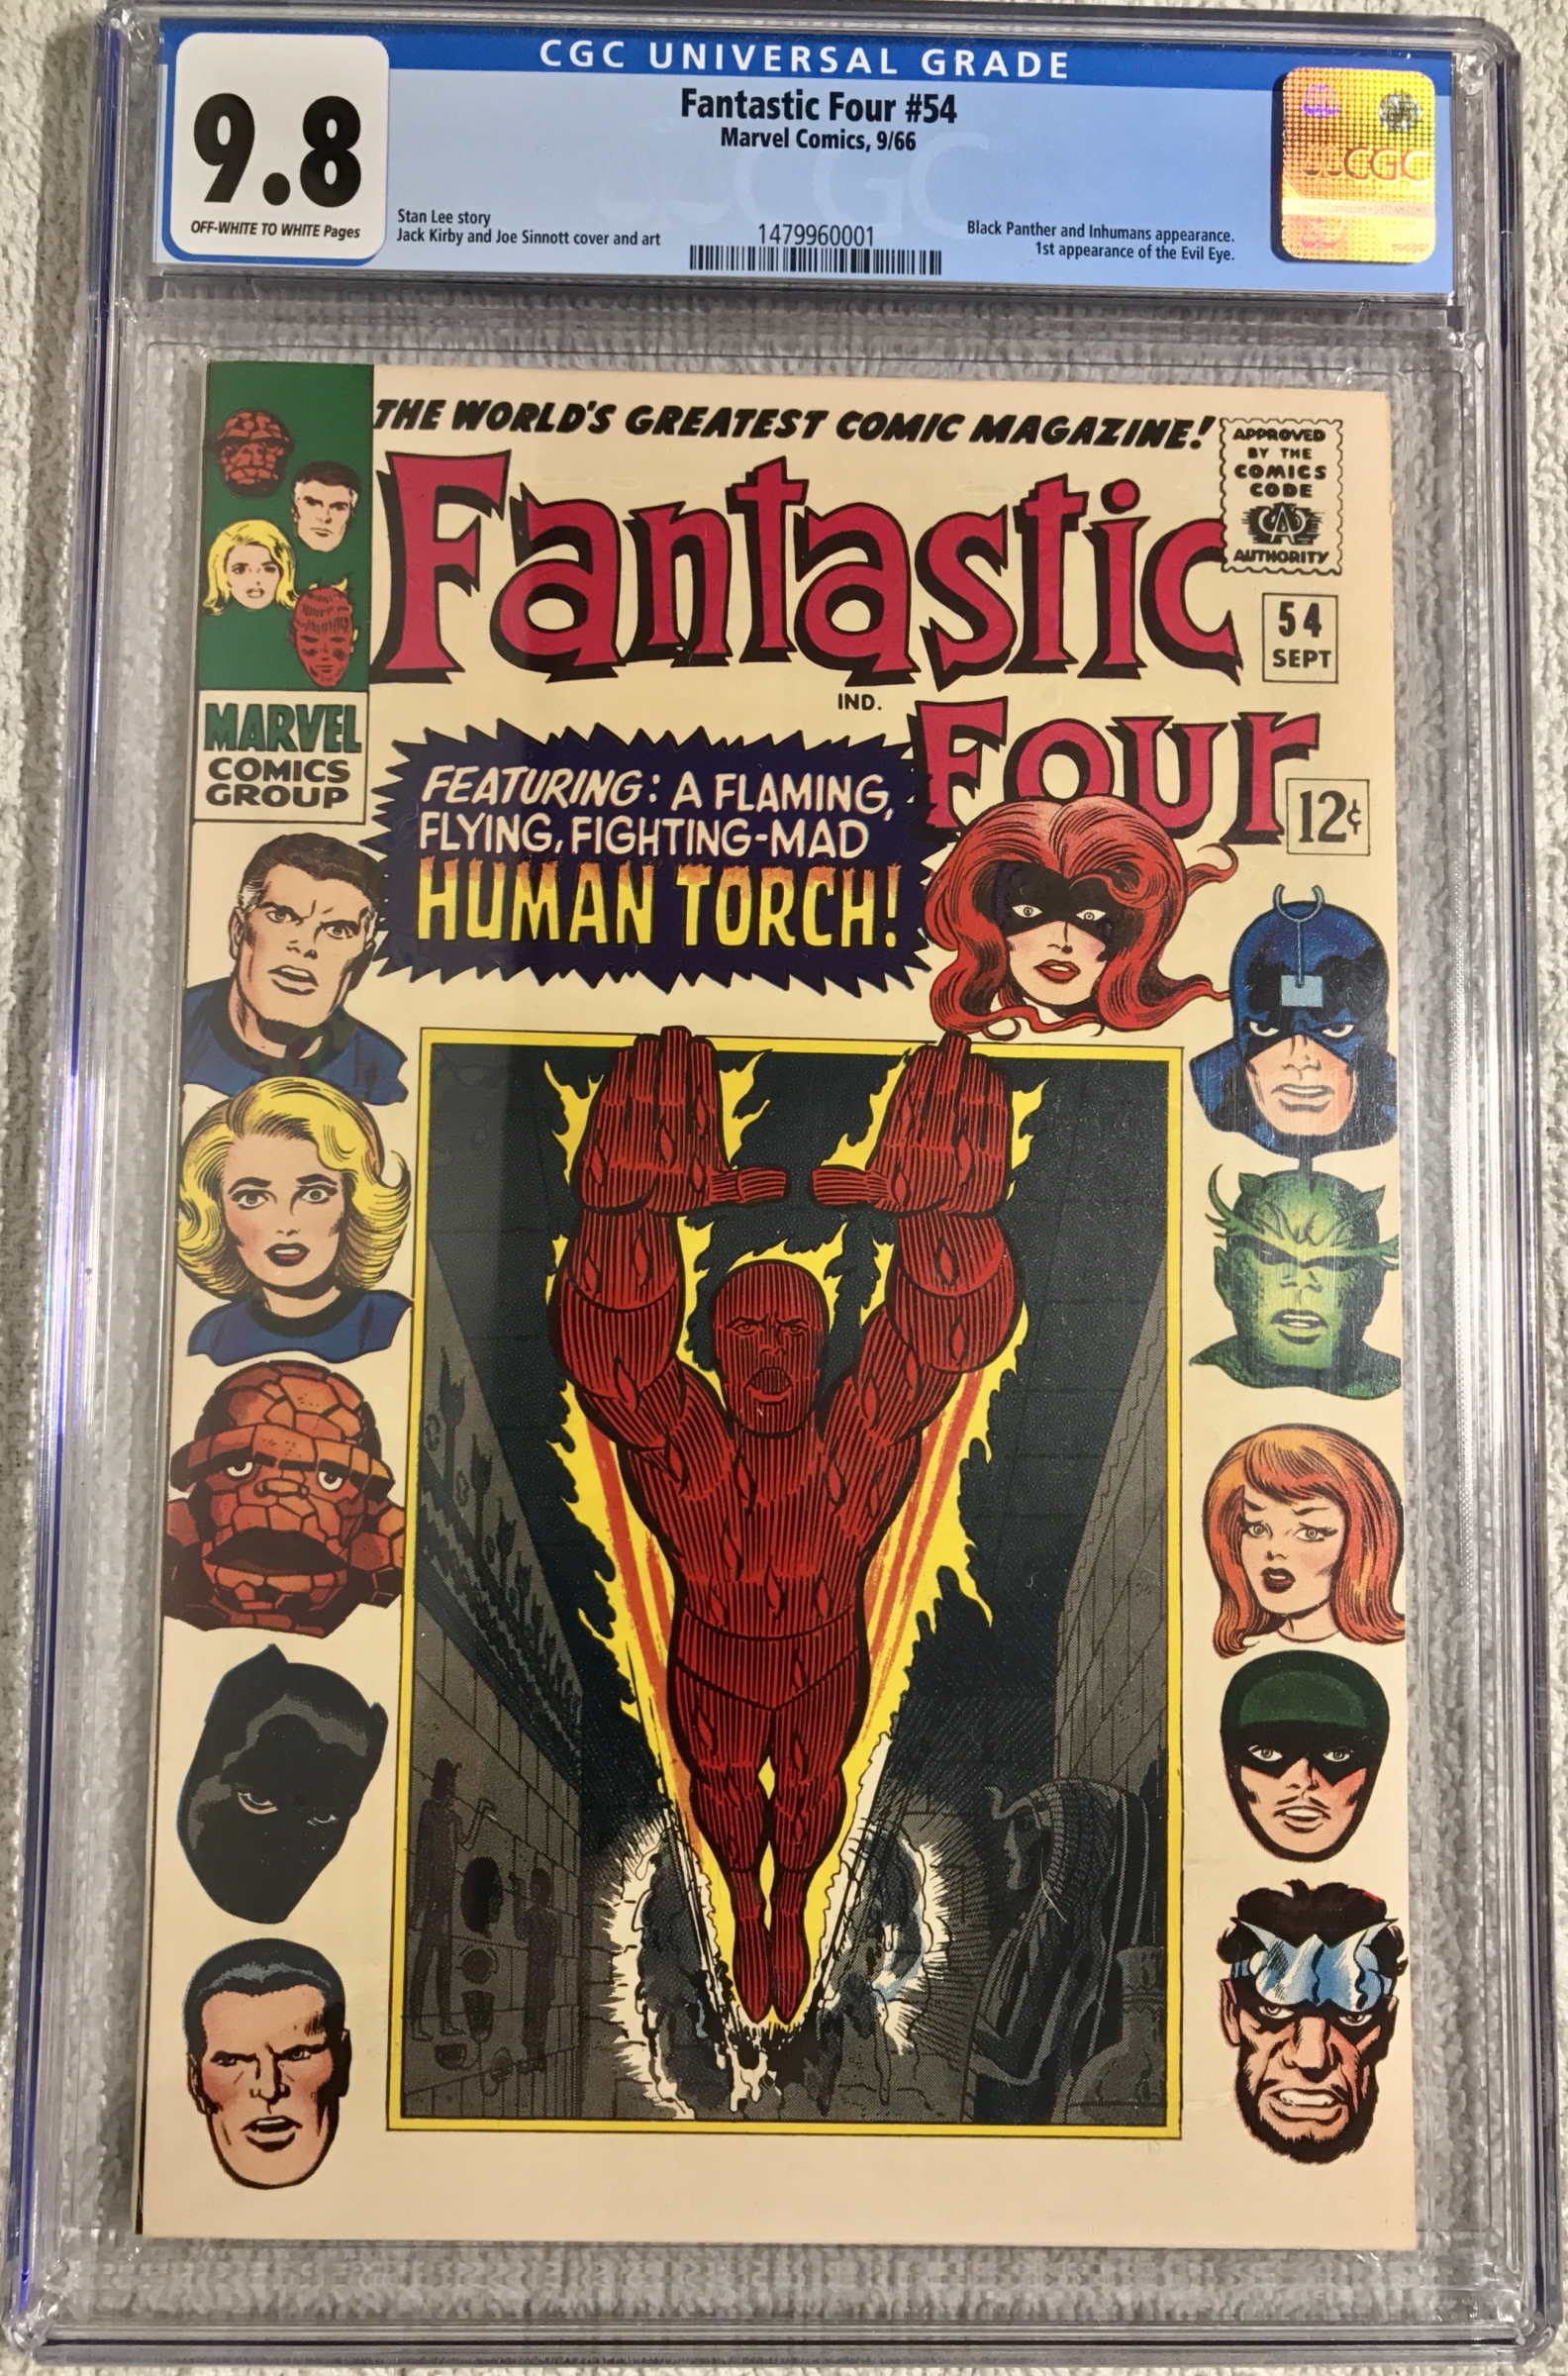 CGC UNIVERSAL GRADE
9.8
OFF-WHITE TO WHITE Pages
Fantastic Four #54
Marvel Comics, 9/66
Stan Lee story
Jack Kirby and Joe Sinnott cover and art
1479960001
Black Panther and Inhumans appearance.
1st appearance of the Evil Eye.
CGC
CGC
THE WORLD'S GREATEST COMIC MAGAZINE!
APPROVED
BY THE
COMICS
CODE
CA
AUTHORITY
Fantastic
Four
54
SEPT
IND.
12¢
MARVEL
COMICS
GROUP
FEATURING: A FLAMING,
FLYING, FIGHTING-MAD
HUMAN TORCH!